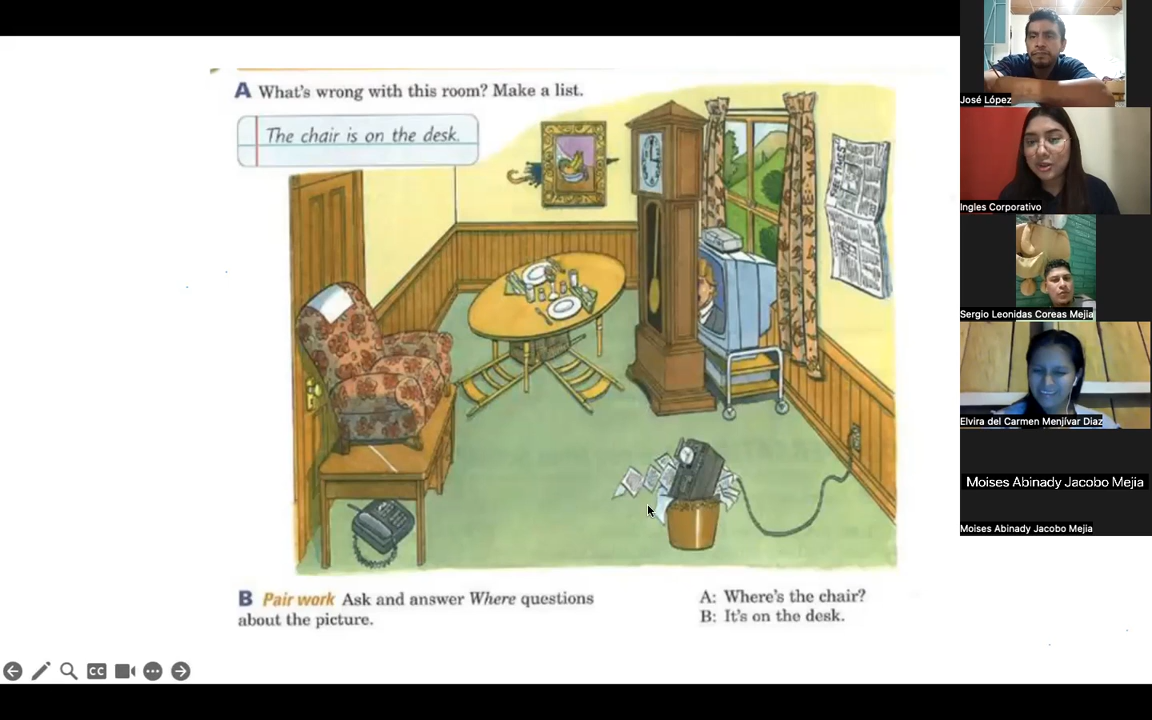 A What's wrong with this room? Make a list.
The chair is on the desk.
B Pair work Ask and answer Where questions
about the picture.
A: Where's the chair?
B: It's on the desk.
CC
José López
Ingles Corporativo
Sergio Leonidas Coreas Mejia
Elvira del Carmen Menjívar Diaz
Moises Abinady Jacobo Mejia
Moises Abinady Jacobo Mejia